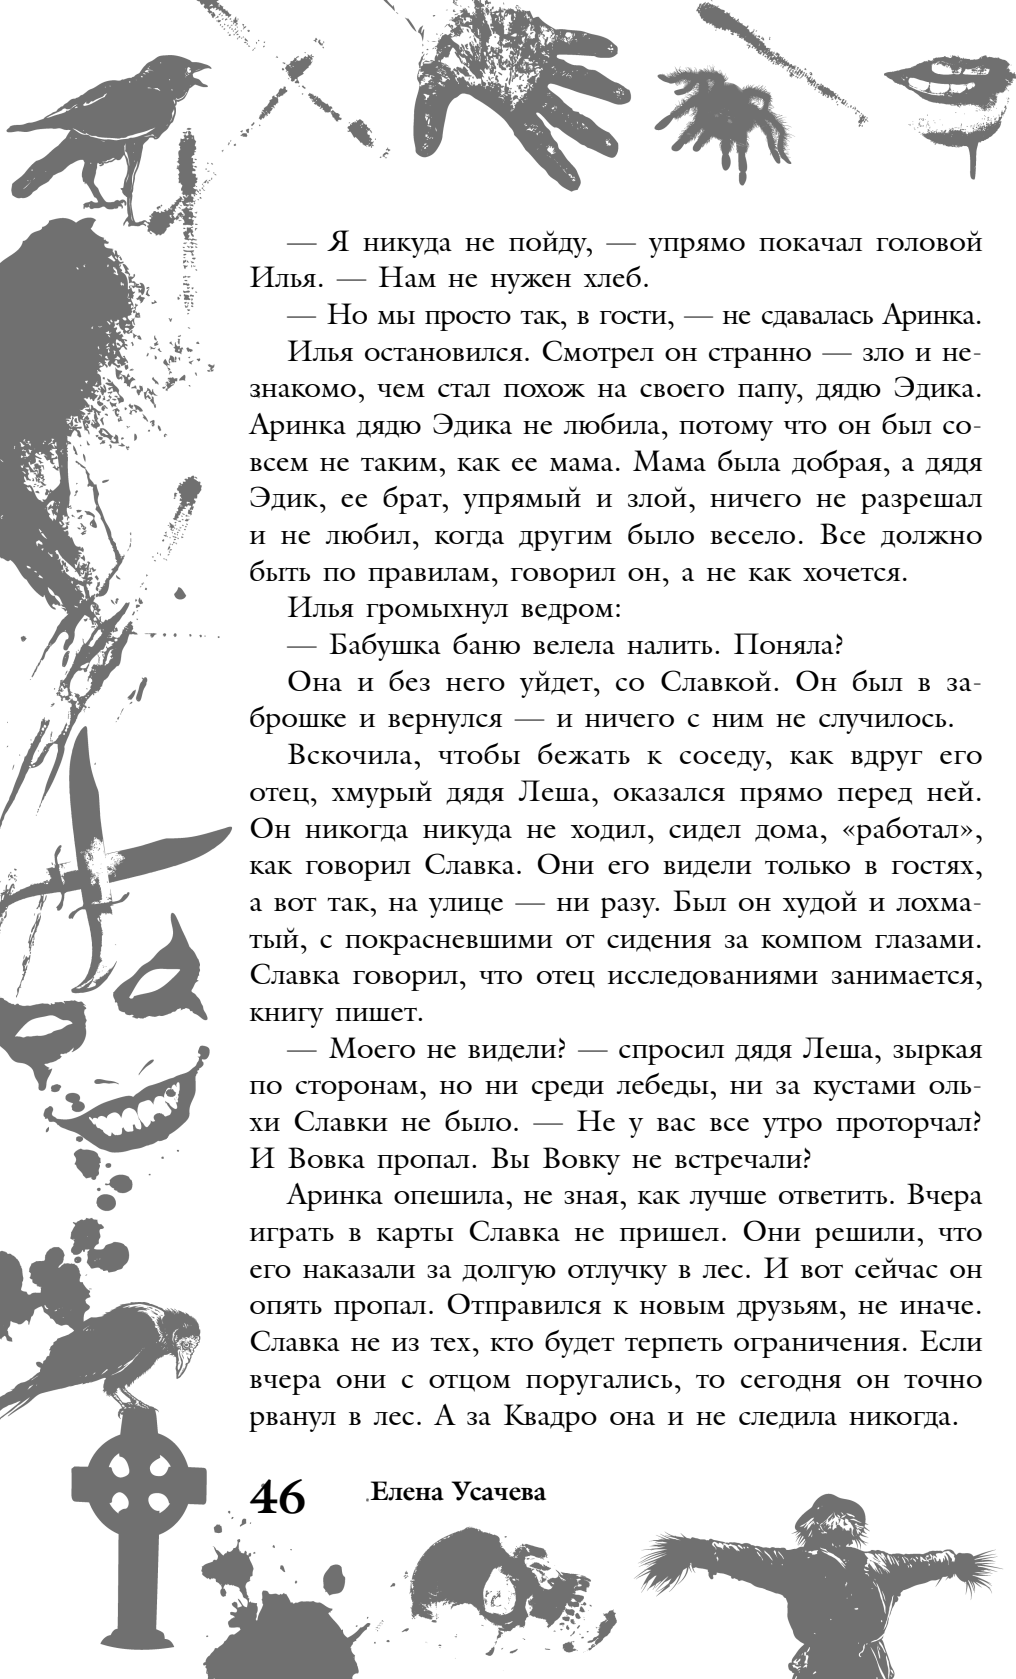 — Я никуда не пойду, — упрямо покачал головой
Илья. — Нам не нужен хлеб.
— Но мы просто так, в гости, — не сдавалась Аринка.
Илья остановился. Смотрел он странно — зло и не-
знакомо, чем стал похож на своего папу, дядю Эдика.
Аринка дядю Эдика не любила, потому что он был со-
всем не таким, как ее мама. Мама была добрая, а дядя
Эдик, ее брат, упрямый и злой, ничего не разрешал
и не любил, когда другим было весело. Все должно
быть по правилам, говорил он, а не как хочется.
Илья громыхнул ведром:
— Бабушка баню велела налить. Поняла?
Она и без него уйдет, со Славкой. Он был в за-
брошке и вернулся — и ничего с ним не случилось.
Вскочила, чтобы бежать к соседу, как вдруг его
отец, хмурый дядя Леша, оказался прямо перед ней.
Он никогда никуда не ходил, сидел дома, «работал»,
как говорил Славка. Они его видели только в гостях,
а вот так, на улице — ни разу. Был он худой и лохма-
тый, с покрасневшими от сидения за компом глазами.
Славка говорил, что отец исследованиями занимается,
книгу пишет.
— Моего не видели? — спросил дядя Леша, зыркая
по сторонам, но ни среди лебеды, ни за кустами оль-
хи Славки не было. — Не у вас все утро проторчал?
И Вовка пропал. Вы Вовку не встречали?
Аринка опешила, не зная, как лучше ответить. Вчера
играть в карты Славка не пришел. Они решили, что
его наказали за долгую отлучку в лес. И вот сейчас он
опять пропал. Отправился к новым друзьям, не иначе.
Славка не из тех, кто будет терпеть ограничения. Если
вчера они с отцом поругались, то сегодня он точно
рванул в лес. А за Квадро она и не следила никогда.
46 Елена Усачева